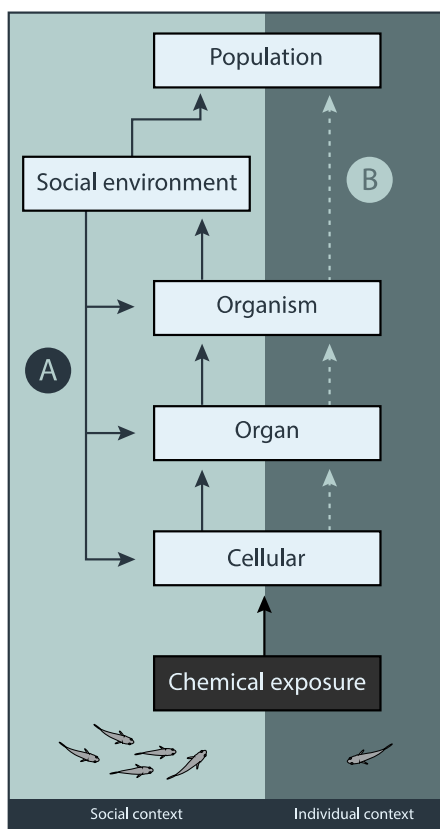 Population
Social environment
B
Organism
A
Organ
Cellular
Chemical exposure
Social context
Individual context